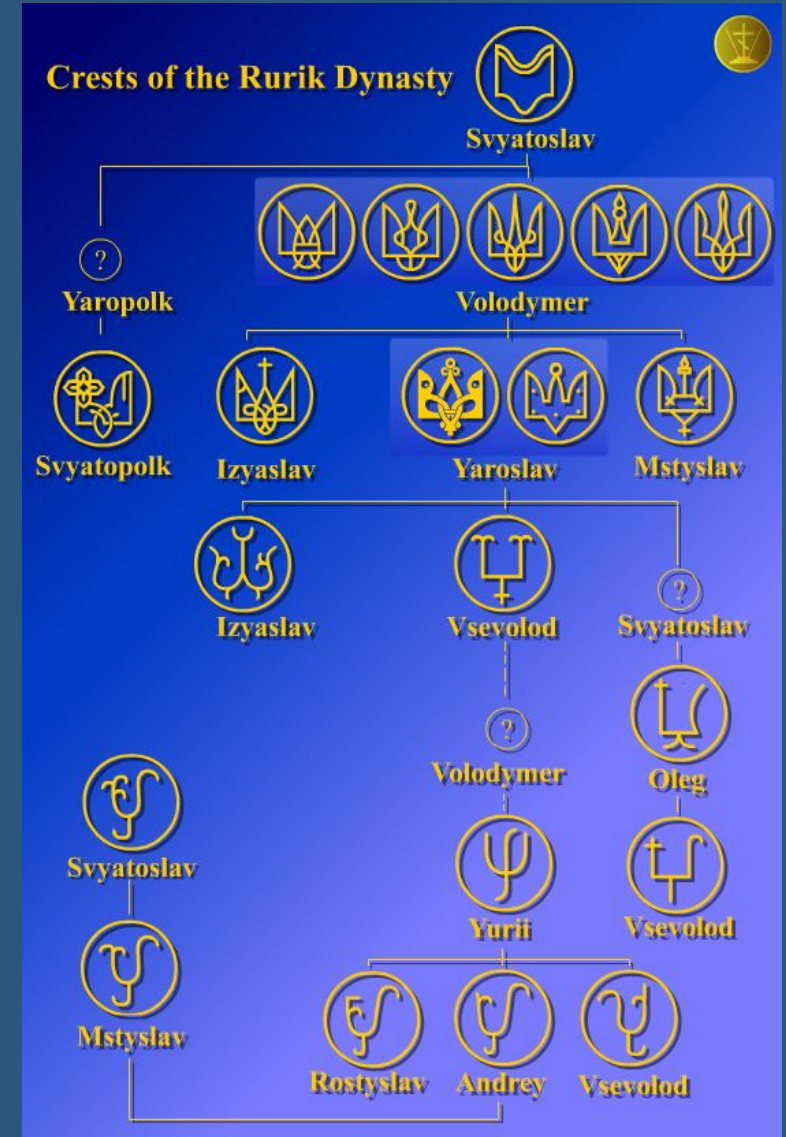 Crests of the Rurik Dynasty
Svyatoslav
?
Yaropolk
Volodymer
Svyatopolk
Izyaslav
Yaroslav
Mstyslav
Izyaslav
Vsevolod
?
Svyatoslav
?
Volodymer
Oleg
Svyatoslav
Yurii
Vsevolod
Mstyslav
Rostyslav
Andrey
Vsevolod